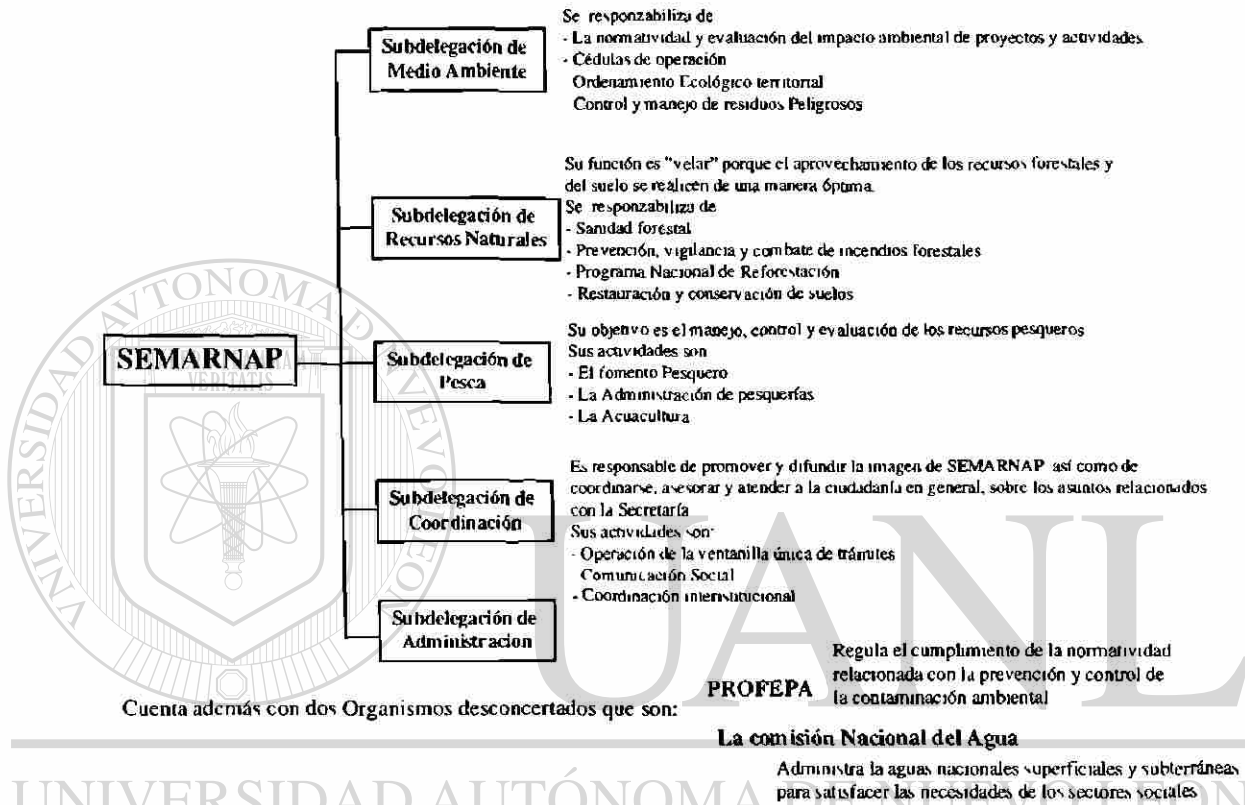 Se responzabiliza de
- La normatividad y evaluación del impacto ambiental de proyectos y actividades
- Cédulas de operación
Ordenamiento Ecológico territorial
Control y manejo de residuos Peligrosos
Subdelegación de
Medio Ambiente
Su función es "velar" porque el aprovechamiento de los recursos forestales y
del suelo se realicen de una manera óptima.
Se responzabiliza de
- Sanidad forestal
- Prevención, vigilancia y combate de incendios forestales
- Programa Nacional de Reforestación
- Restauración y conservación de suelos
Subdelegación de
Recursos Naturales
SEMARNAP
Su objetivo es el manejo, control y evaluación de los recursos pesqueros
Sus actividades son
- El fomento Pesquero
- La Administración de pesquerías
- La Acuacultura
Subdelegación de
Pesca
Es responsable de promover y difundir la imagen de SEMARNAP así como de
coordinarse, asesorar y atender a la ciudadanía en general, sobre los asuntos relacionados
con la Secretaría
Sus actividades son:
- Operación de la ventanilla única de trámites
Comunicación Social
- Coordinación interinstitucional
Subdelegación de
Coordinación
Subdelegación de
Administracion
Cuenta además con dos Organismos desconcertados que son:
PROFEPA
Regula el cumplimiento de la normatividad
relacionada con la prevención y control de
la contaminación ambiental
La comisión Nacional del Agua
Administra la aguas nacionales superficiales y subterráneas
para satisfacer las necesidades de los sectores sociales
UNIVERSIDAD AUTONOMA DE NUEVO LEON
VERITATIS
UANL
UNIVERSIDAD AUTÓNOMA DE NUEVO LEÓN